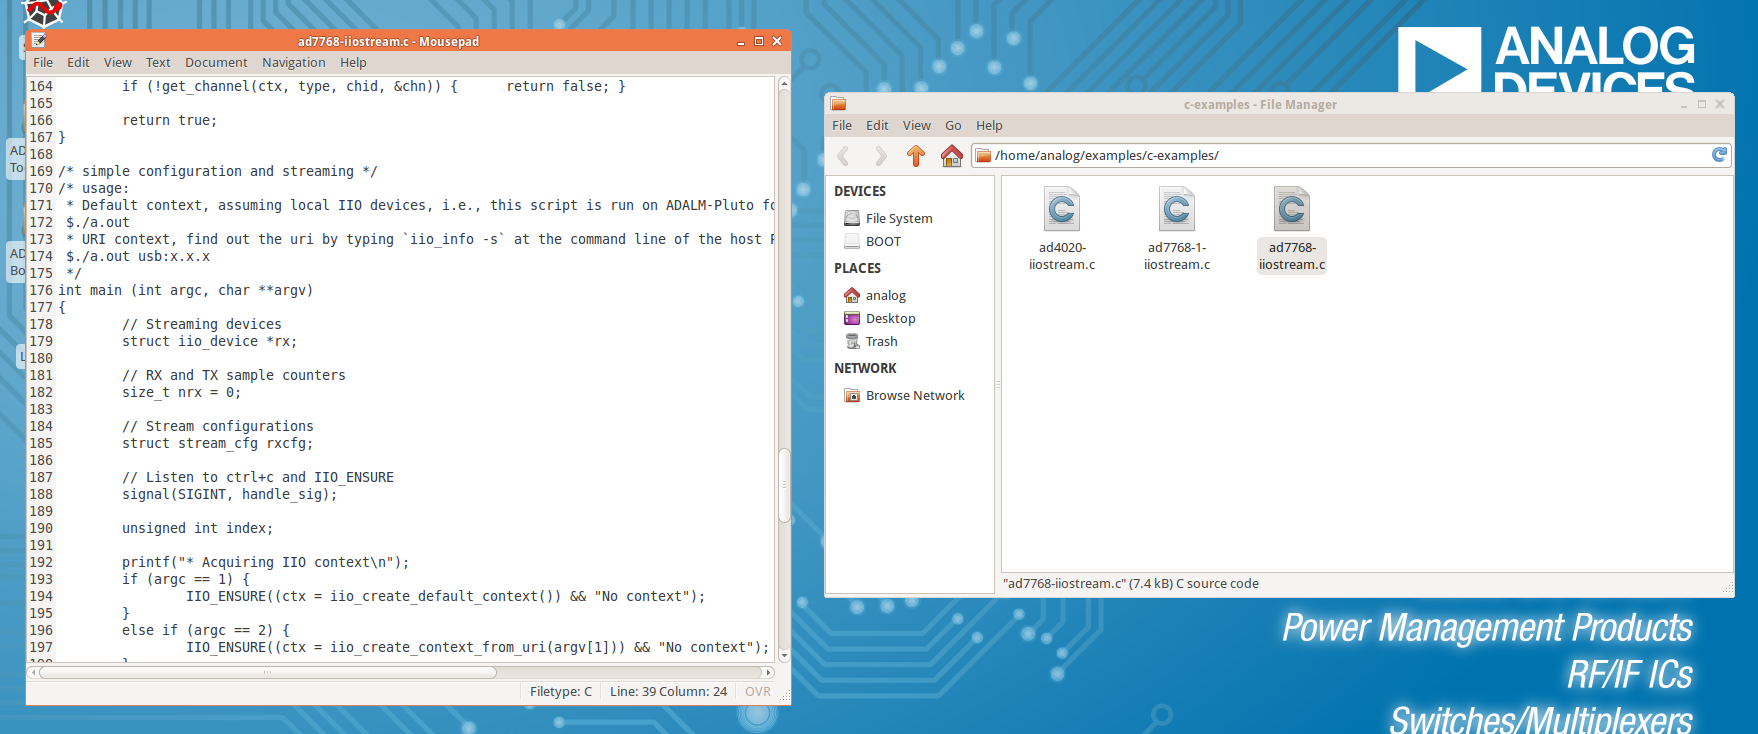 ad7768-iiostream.c - Mousepad
File Edit View Text Document Navigation Help
164 if (!get_channel(ctx, type, chid, &chn)) { return false; }
165
166 return true;
167 }
168
169 /* simple configuration and streaming */
170 /* usage:
171 * Default context, assuming local IIO devices, i.e., this script is run on ADALM-Pluto fo
172 $./a.out
173 * URI context, find out the uri by typing `iio_info -s` at the command line of the host
174 $./a.out usb:x.x.x
175 */
176 int main (int argc, char **argv)
177 {
178 // Streaming devices
179 struct iio_device *rx;
180
181 // RX and TX sample counters
182 size_t nrx = 0;
183
184 // Stream configurations
185 struct stream_cfg rxcfg;
186
187 // Listen to ctrl+c and IIO_ENSURE
188 signal(SIGINT, handle_sig);
189
190 unsigned int index;
191
192 printf("* Acquiring IIO context\n");
193 if (argc == 1) {
194 IIO_ENSURE((ctx = iio_create_default_context()) && "No context");
195 }
196 else if (argc == 2) {
197 IIO_ENSURE((ctx = iio_create_context_from_uri(argv[1])) && "No context");
Filetype: C Line: 39 Column: 24 OVR
AD
To
AD
Bo
L
ANALOG
DEVICES
c-examples - File Manager
File Edit View Go Help
/home/analog/examples/c-examples/
DEVICES
File System
BOOT
PLACES
analog
Desktop
Trash
NETWORK
Browse Network
ad4020-
iiostream.c
ad7768-1-
iiostream.c
ad7768-
iiostream.c
"ad7768-iiostream.c" (7.4 kB) C source code
Power Management Products
RF/IF ICs
Switches/Multiplexers